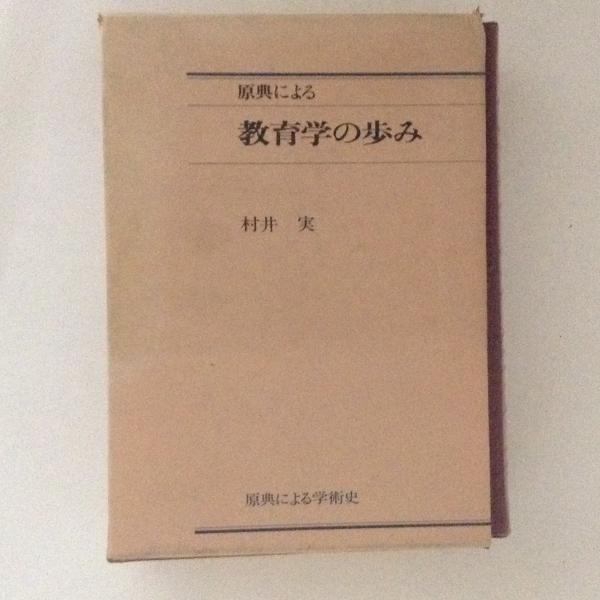 原典による
教育学の歩み
村井 実
原典による学術史